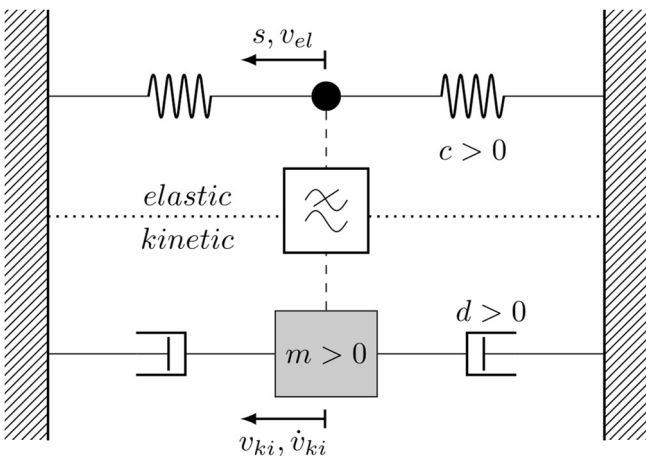 s, v_el
c > 0
elastic
kinetic
d > 0
m > 0
v_ki, v̇_ki